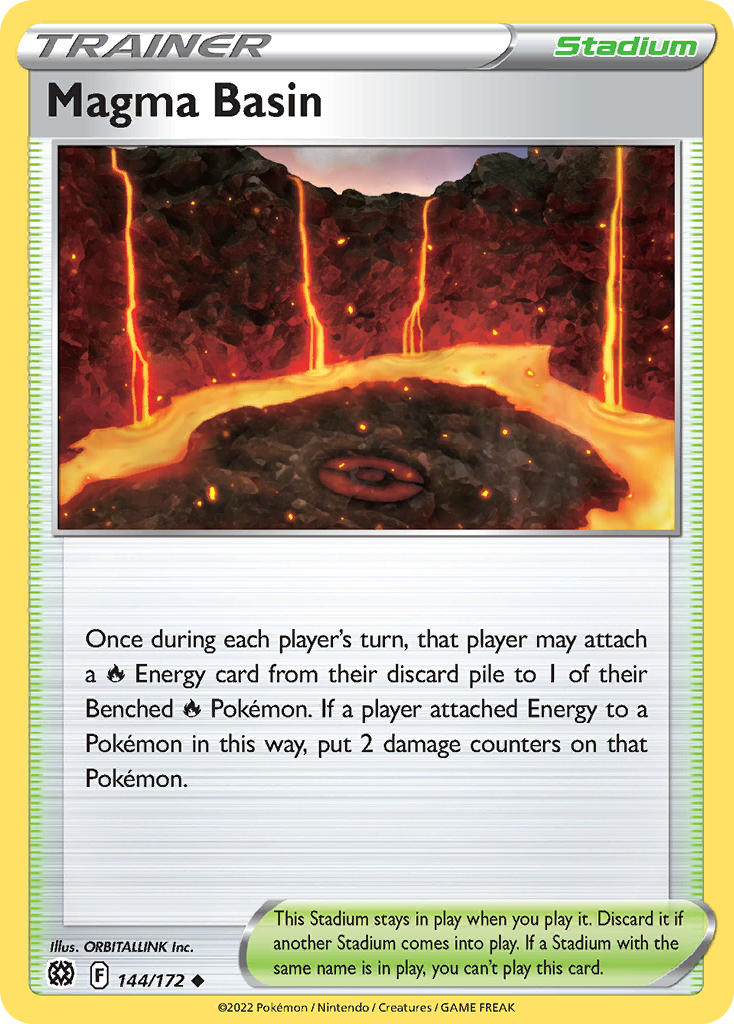 TRAINER
Stadium
Magma Basin
Once during each player's turn, that player may attach
a Energy card from their discard pile to 1 of their
Benched Pokémon. If a player attached Energy to a
Pokémon in this way, put 2 damage counters on that
Pokémon.
This Stadium stays in play when you play it. Discard it if
another Stadium comes into play. If a Stadium with the
same name is in play, you can't play this card.
Illus. ORBITALLINK Inc.
F 144/172
©2022 Pokémon / Nintendo / Creatures / GAME FREAK